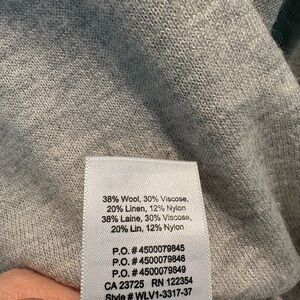 38% Wool, 30% Viscose,
20% Linen, 12% Nylon
38% Laine, 30% Viscose,
20% Lin, 12% Nylon
P.O. # 4500079845
P.O. # 4500079846
P.O. # 4500079849
CA 23725 RN 122354
Style # WLV1-3317-37